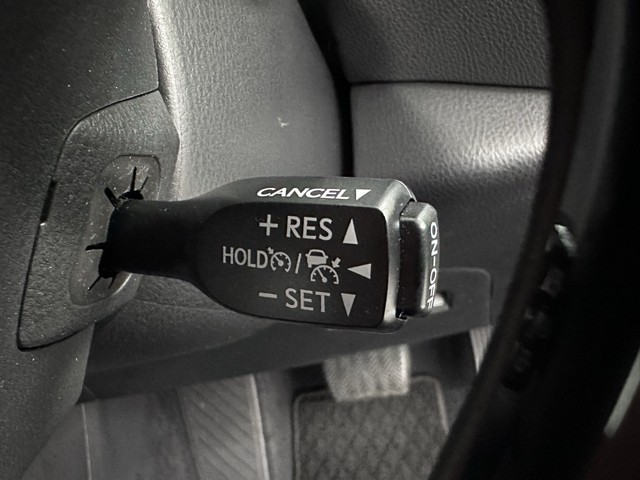 CANCEL▼
+ RES ▲
HOLD / ◀
− SET ▼
ON-OFF